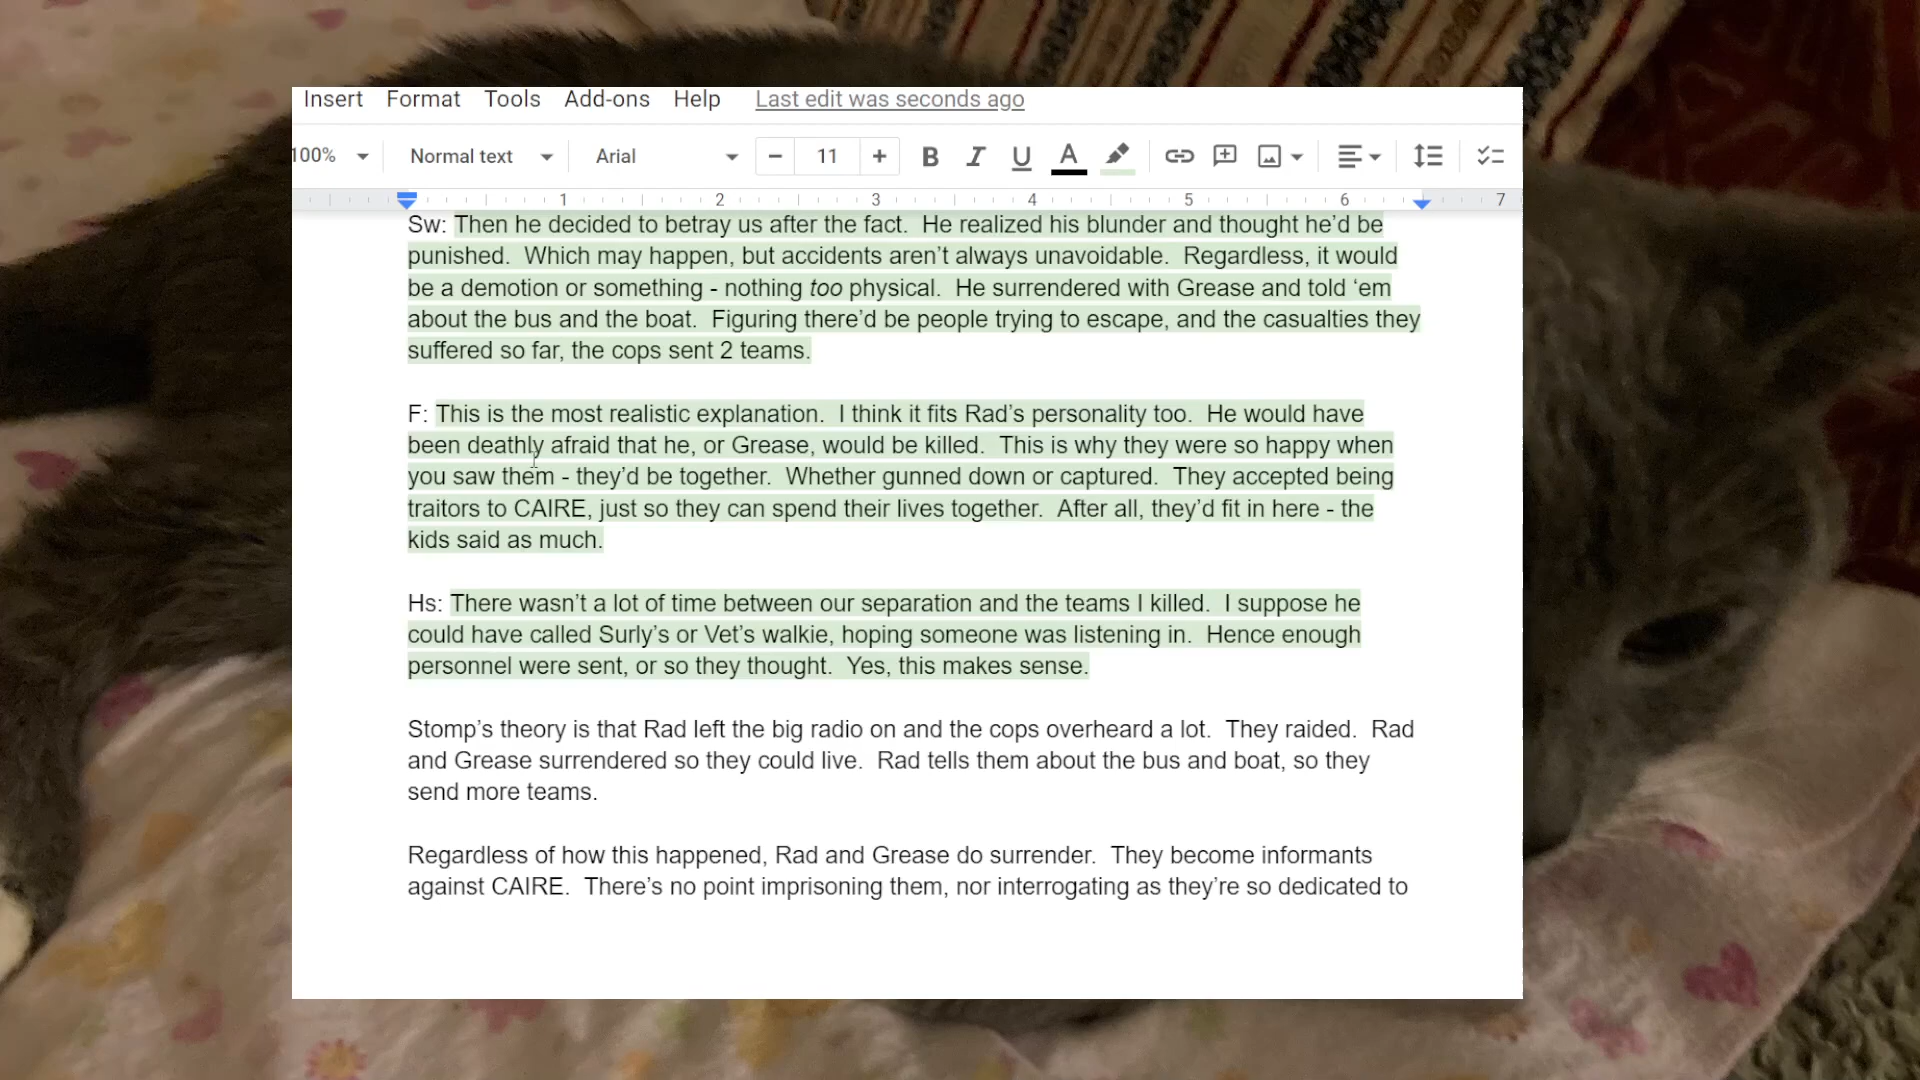 Insert Format Tools Add-ons Help Last edit was seconds ago
100% Normal text Arial 11 B I U A
1 2 3 4 5 6 7
Sw: Then he decided to betray us after the fact.  He realized his blunder and thought he’d be
punished.  Which may happen, but accidents aren’t always unavoidable.  Regardless, it would
be a demotion or something - nothing too physical.  He surrendered with Grease and told ‘em
about the bus and the boat.  Figuring there’d be people trying to escape, and the casualties they
suffered so far, the cops sent 2 teams.
F: This is the most realistic explanation.  I think it fits Rad’s personality too.  He would have
been deathly afraid that he, or Grease, would be killed.  This is why they were so happy when
you saw them - they’d be together.  Whether gunned down or captured.  They accepted being
traitors to CAIRE, just so they can spend their lives together.  After all, they’d fit in here - the
kids said as much.
Hs: There wasn’t a lot of time between our separation and the teams I killed.  I suppose he
could have called Surly’s or Vet’s walkie, hoping someone was listening in.  Hence enough
personnel were sent, or so they thought.  Yes, this makes sense.
Stomp’s theory is that Rad left the big radio on and the cops overheard a lot.  They raided.  Rad
and Grease surrendered so they could live.  Rad tells them about the bus and boat, so they
send more teams.
Regardless of how this happened, Rad and Grease do surrender.  They become informants
against CAIRE.  There’s no point imprisoning them, nor interrogating as they’re so dedicated to